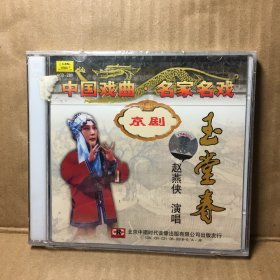 中国戏曲 名家名戏
京剧
玉堂春
赵燕侠 演唱
北京中唱时代音像出版有限公司出版发行